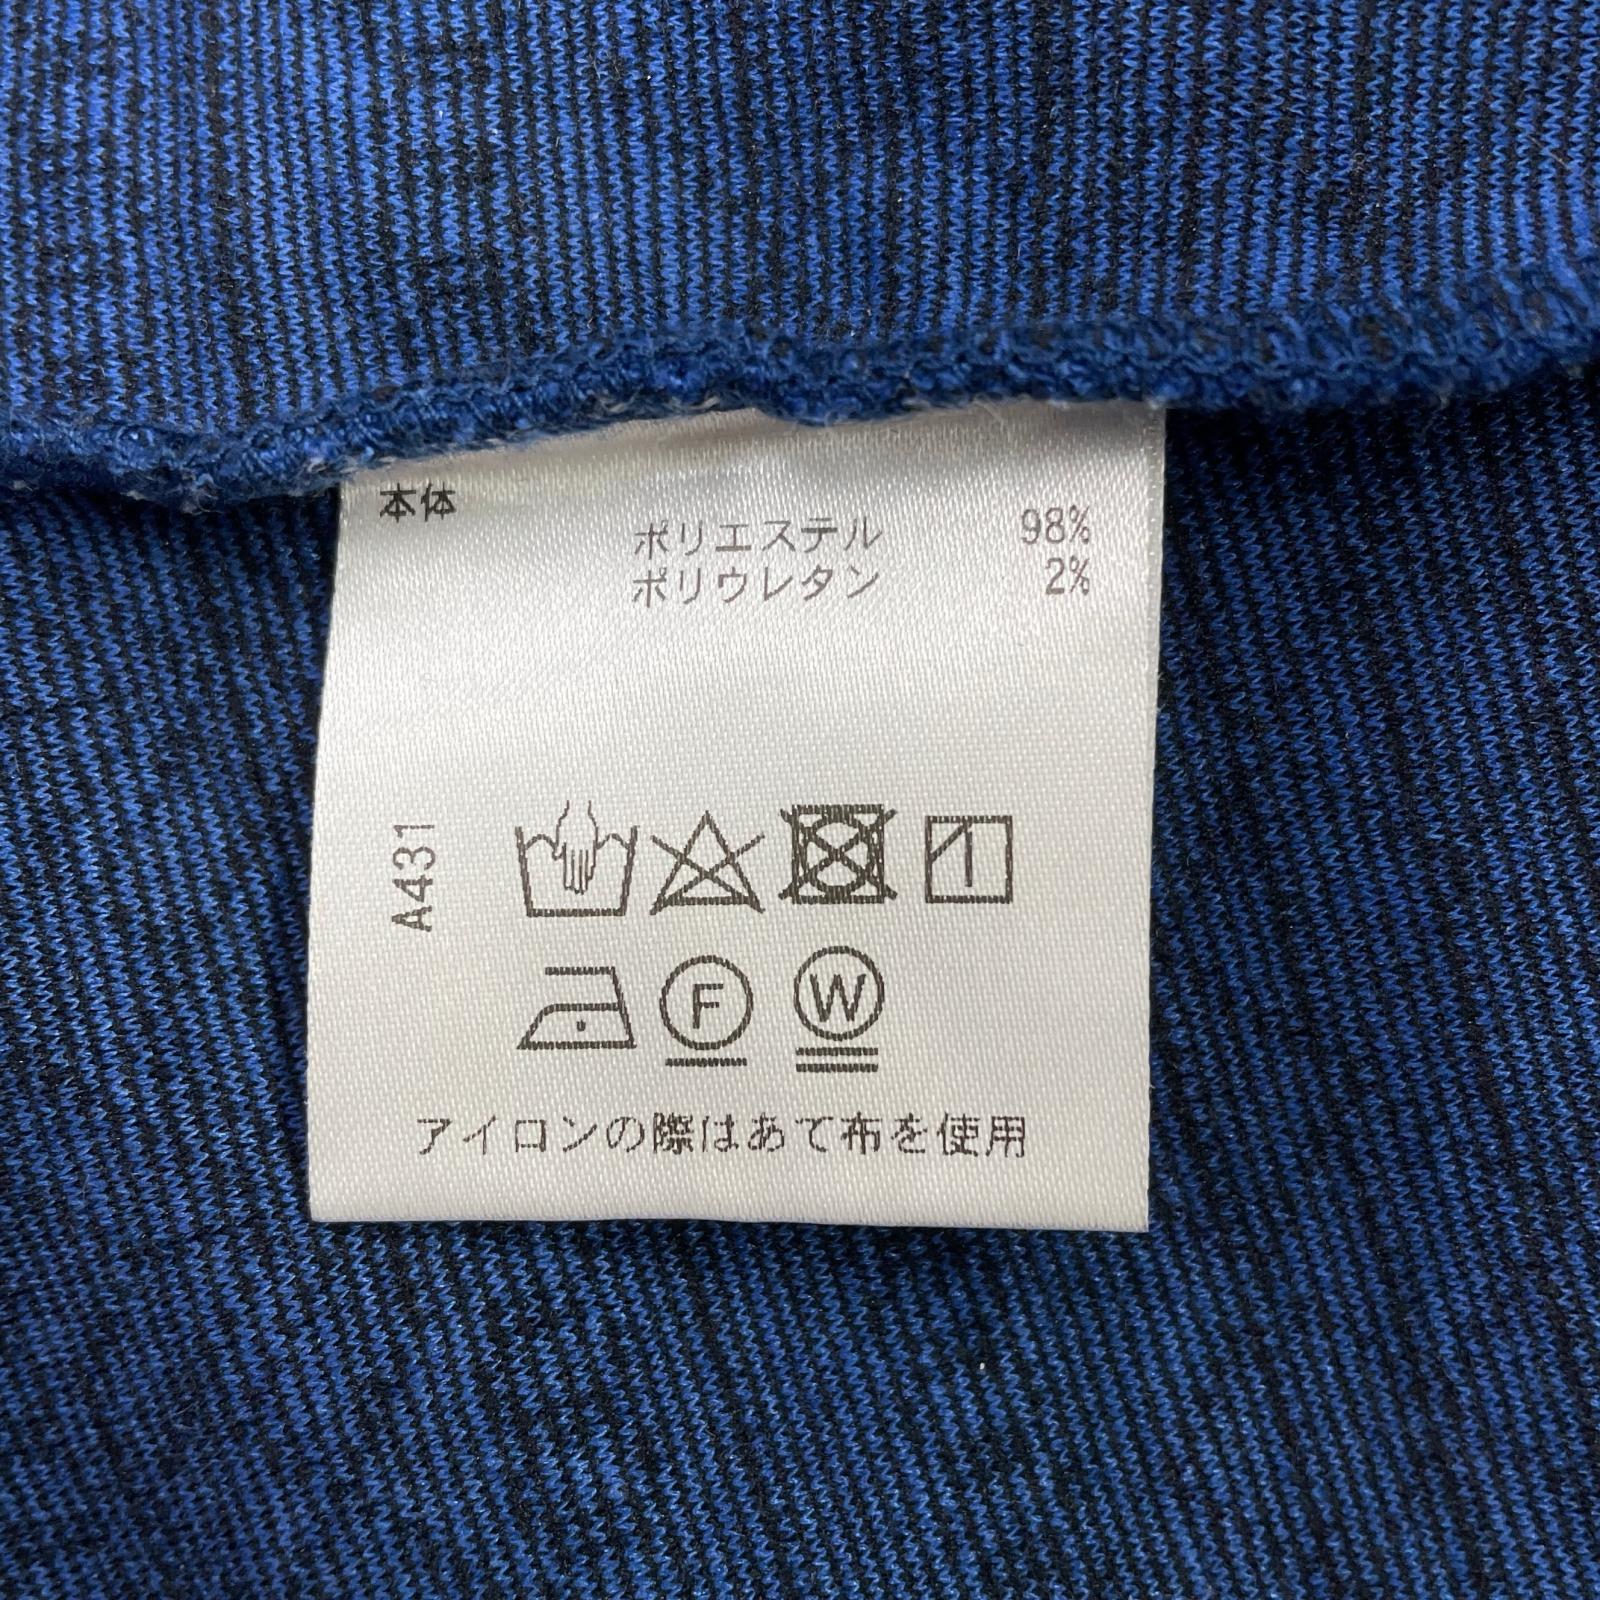 本体
ポリエステル 98%
ポリウレタン 2%
A431
F W
アイロンの際はあて布を使用